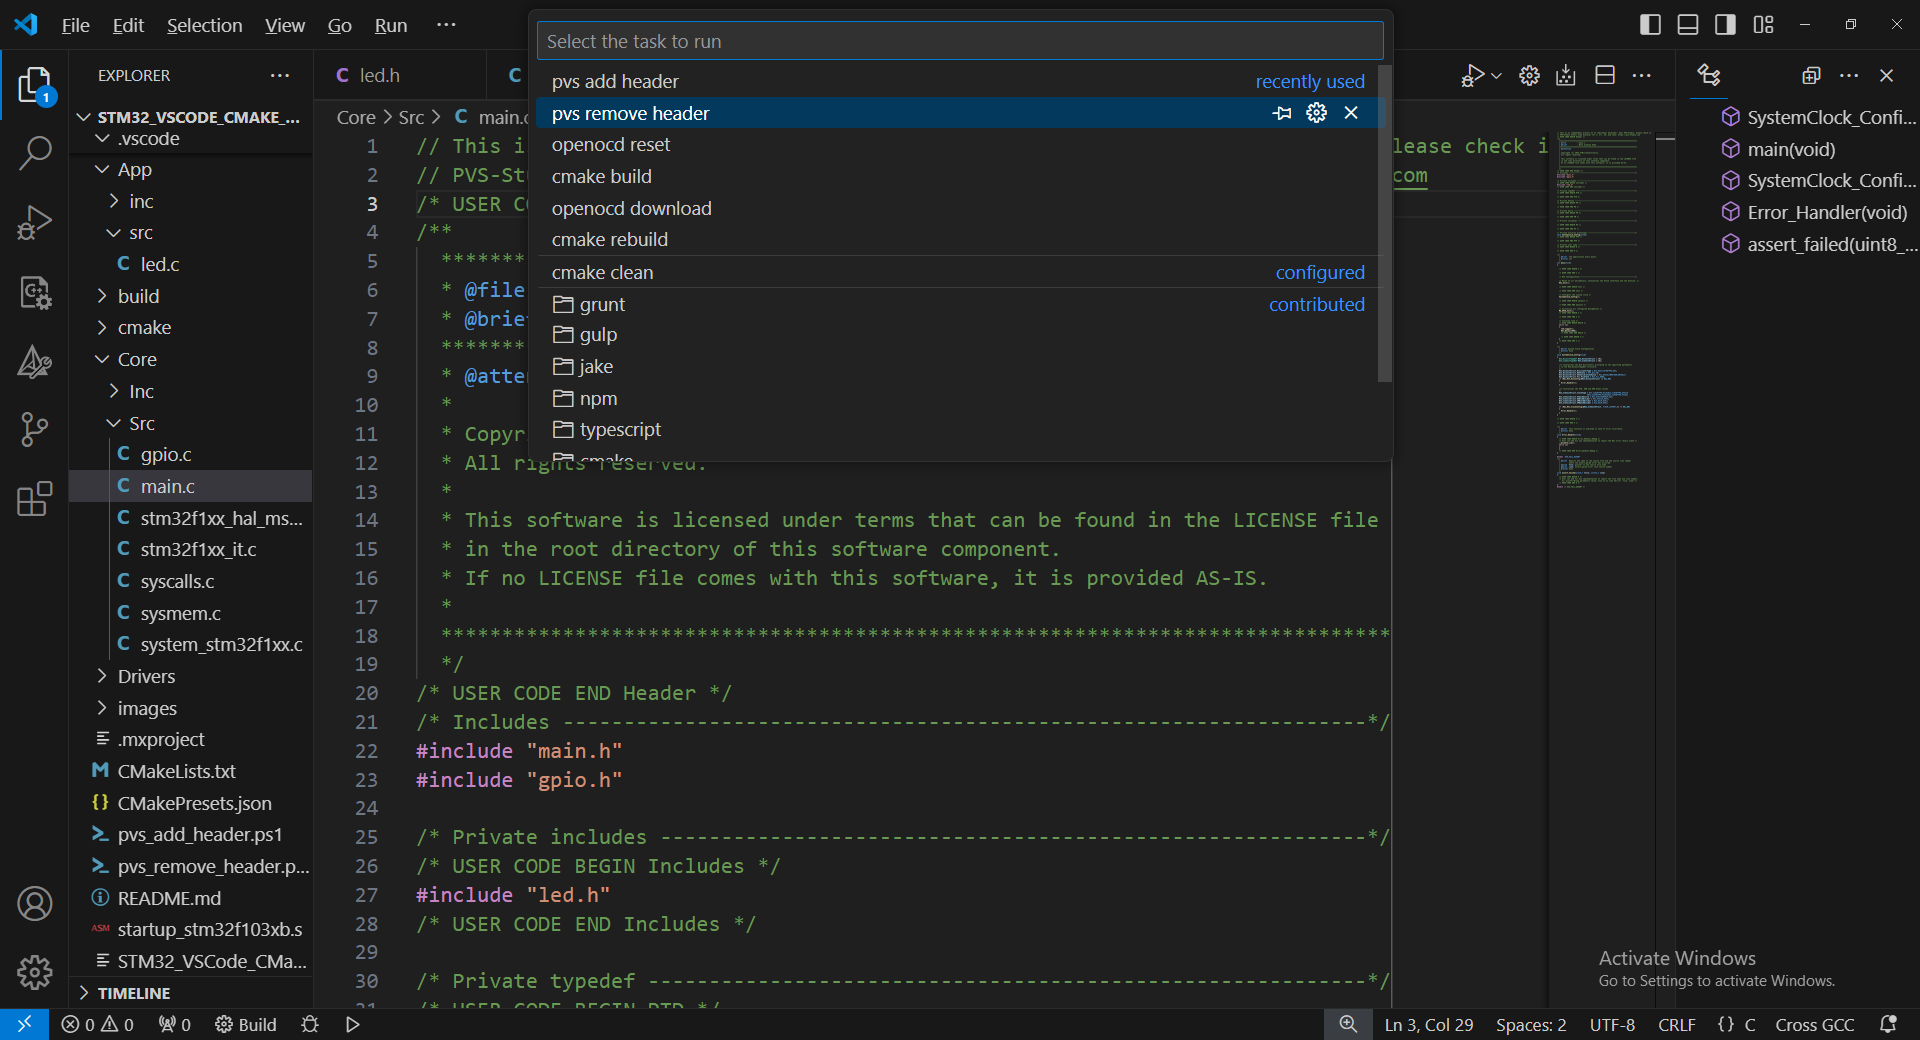 File Edit Selection View Go Run ···
Select the task to run
pvs add header recently used
pvs remove header
openocd reset
cmake build
openocd download
cmake rebuild
cmake clean configured
grunt contributed
gulp
jake
npm
typescript
cmake
EXPLORER ···
STM32_VSCODE_CMAKE_...
.vscode
App
inc
src
C led.c
build
cmake
Core
Inc
Src
C gpio.c
C main.c
C stm32f1xx_hal_ms...
C stm32f1xx_it.c
C syscalls.c
C sysmem.c
C system_stm32f1xx.c
Drivers
images
.mxproject
M CMakeLists.txt
{} CMakePresets.json
pvs_add_header.ps1
pvs_remove_header.p...
README.md
ASM startup_stm32f103xb.s
STM32_VSCode_CMa...
TIMELINE
1
C led.h
C
Core > Src > C main.c
1 // This i lease check i
2 // PVS-St com
3 /* USER CO
4 /**
5 *******
6 * @file
7 * @brie
8 *******
9 * @atte
10 *
11 * Copyr
12 * All rights reserved.
13 *
14 * This software is licensed under terms that can be found in the LICENSE file
15 * in the root directory of this software component.
16 * If no LICENSE file comes with this software, it is provided AS-IS.
17 *
18 ******************************************************************************
19 */
20 /* USER CODE END Header */
21 /* Includes ------------------------------------------------------------------*/
22 #include "main.h"
23 #include "gpio.h"
24
25 /* Private includes ----------------------------------------------------------*/
26 /* USER CODE BEGIN Includes */
27 #include "led.h"
28 /* USER CODE END Includes */
29
30 /* Private typedef -----------------------------------------------------------*/
31 /* USER CODE BEGIN PTD */
SystemClock_Confi...
main(void)
SystemClock_Confi...
Error_Handler(void)
assert_failed(uint8_...
Activate Windows
Go to Settings to activate Windows.
0 0 0 Build
Ln 3, Col 29 Spaces: 2 UTF-8 CRLF {} C Cross GCC